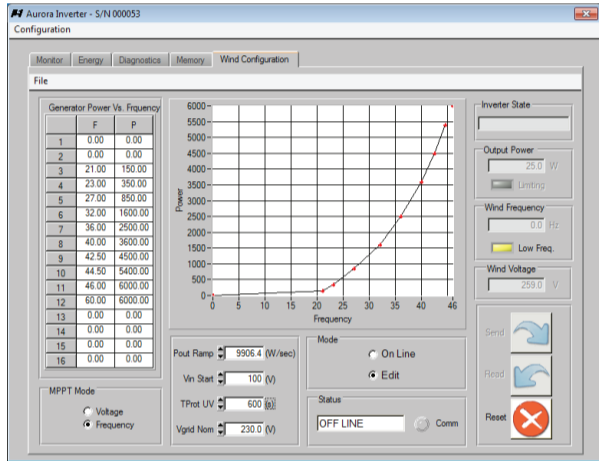 Aurora Inverter - S/N 000053
Configuration
Monitor Energy Diagnostics Memory Wind Configuration
File
Generator Power Vs. Frquency
F P
1 0.00 0.00
2 0.00 0.00
3 21.00 150.00
4 23.00 350.00
5 27.00 850.00
6 32.00 1600.00
7 36.00 2500.00
8 40.00 3600.00
9 42.50 4500.00
10 44.50 5400.00
11 46.00 6000.00
12 60.00 6000.00
13 0.00 0.00
14 0.00 0.00
15 0.00 0.00
16 0.00 0.00
MPPT Mode
Voltage
Frequency
Power
6000
5500
5000
4500
4000
3500
3000
2500
2000
1500
1000
500
0
0 5 10 15 20 25 30 35 40 46
Frequency
Pout Ramp 9906.4 (W/sec)
Vin Start 100 (V)
TProt UV 600 (s)
Vgrid Nom 230.0 (V)
Mode
On Line
Edit
Status
OFF LINE Comm
Inverter State
Output Power
25.0 W
Limiting
Wind Frequency
0.0 Hz
Low Freq.
Wind Voltage
259.0 V
Send
Read
Reset